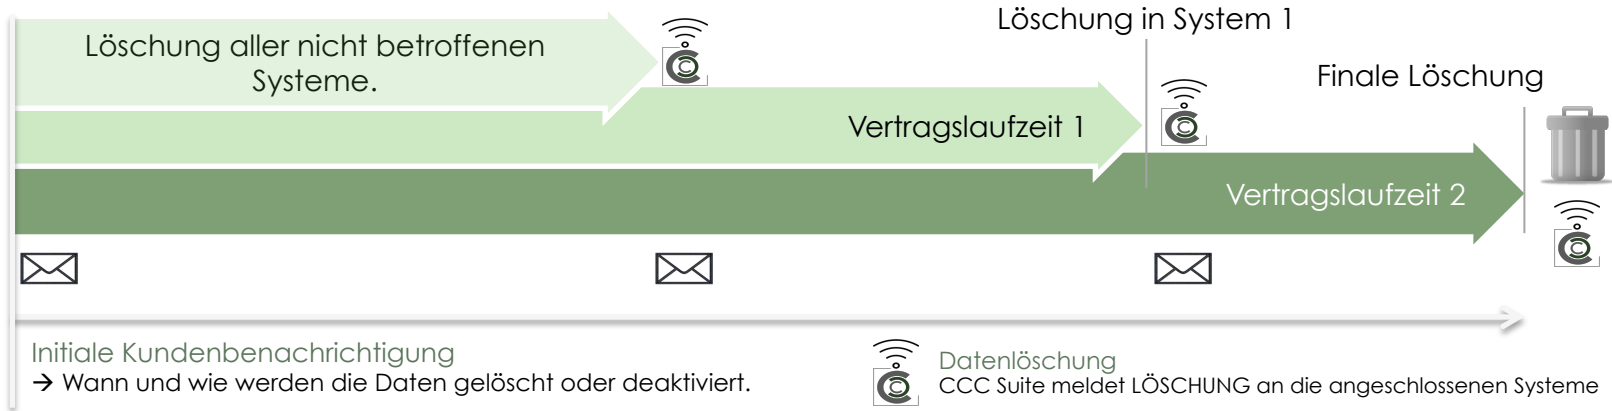 Löschung in System 1
Löschung aller nicht betroffenen
Systeme.
Finale Löschung
Vertragslaufzeit 1
Vertragslaufzeit 2
Initiale Kundenbenachrichtigung
→ Wann und wie werden die Daten gelöscht oder deaktiviert.
Datenlöschung
CCC Suite meldet LÖSCHUNG an die angeschlossenen Systeme